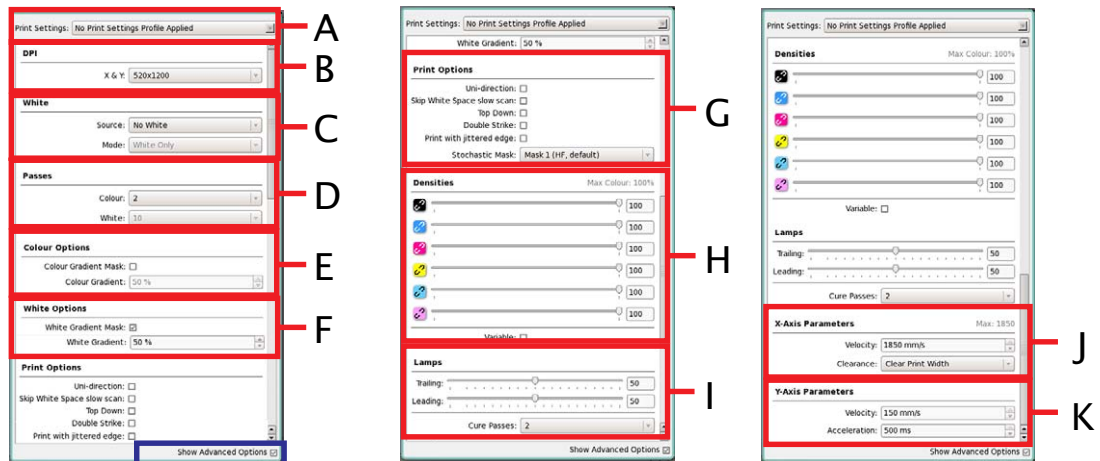 Print Settings: No Print Settings Profile Applied
A
DPI
X & Y: 520x1200
B
White
Source: No White
Mode: White Only
C
Passes
Colour: 2
White: 10
D
Colour Options
Colour Gradient Mask:
Colour Gradient: 50 %
E
White Options
White Gradient Mask:
White Gradient: 50 %
F
Print Options
Uni-direction:
Skip White Space slow scan:
Top Down:
Double Strike:
Print with jittered edge:
Show Advanced Options
Print Settings: No Print Settings Profile Applied
White Gradient: 50 %
Print Options
Uni-direction:
Skip White Space slow scan:
Top Down:
Double Strike:
Print with jittered edge:
Stochastic Mask: Mask 1 (HF, default)
G
Densities Max Colour: 100%
100
100
100
100
100
100
Variable:
H
Lamps
Trailing: 50
Leading: 50
Cure Passes: 2
I
Show Advanced Options
Print Settings: No Print Settings Profile Applied
Densities Max Colour: 100%
100
100
100
100
100
100
Variable:
Lamps
Trailing: 50
Leading: 50
Cure Passes: 2
X-Axis Parameters Max: 1850
Velocity: 1850 mm/s
Clearance: Clear Print Width
J
Y-Axis Parameters
Velocity: 150 mm/s
Acceleration: 500 ms
K
Show Advanced Options